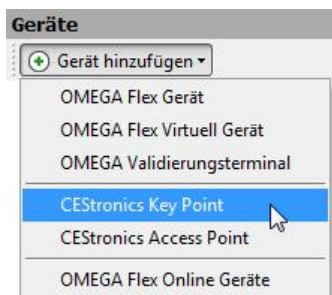 Geräte
Gerät hinzufügen
OMEGA Flex Gerät
OMEGA Flex Virtuell Gerät
OMEGA Validierungsterminal
CEStronics Key Point
CEStronics Access Point
OMEGA Flex Online Geräte